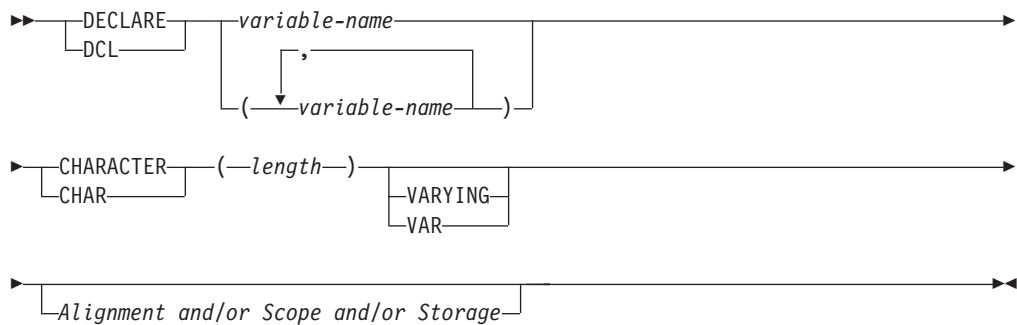 DECLARE variable-name
DCL ,
( variable-name )
CHARACTER ( length )
CHAR VARYING
VAR
Alignment and/or Scope and/or Storage